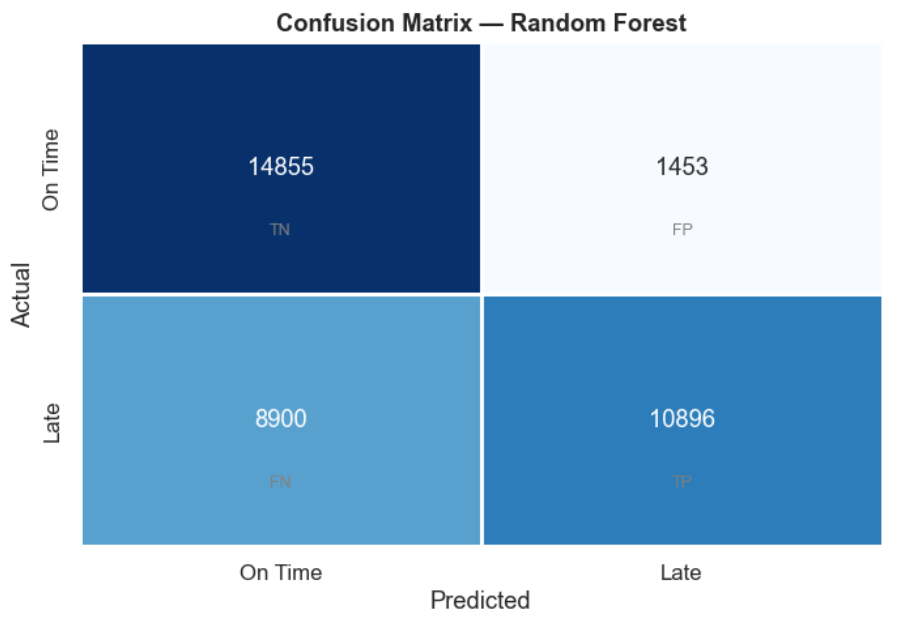 Confusion Matrix — Random Forest
On Time
14855
1453
TN
FP
Actual
Late
8900
10896
FN
TP
On Time
Late
Predicted